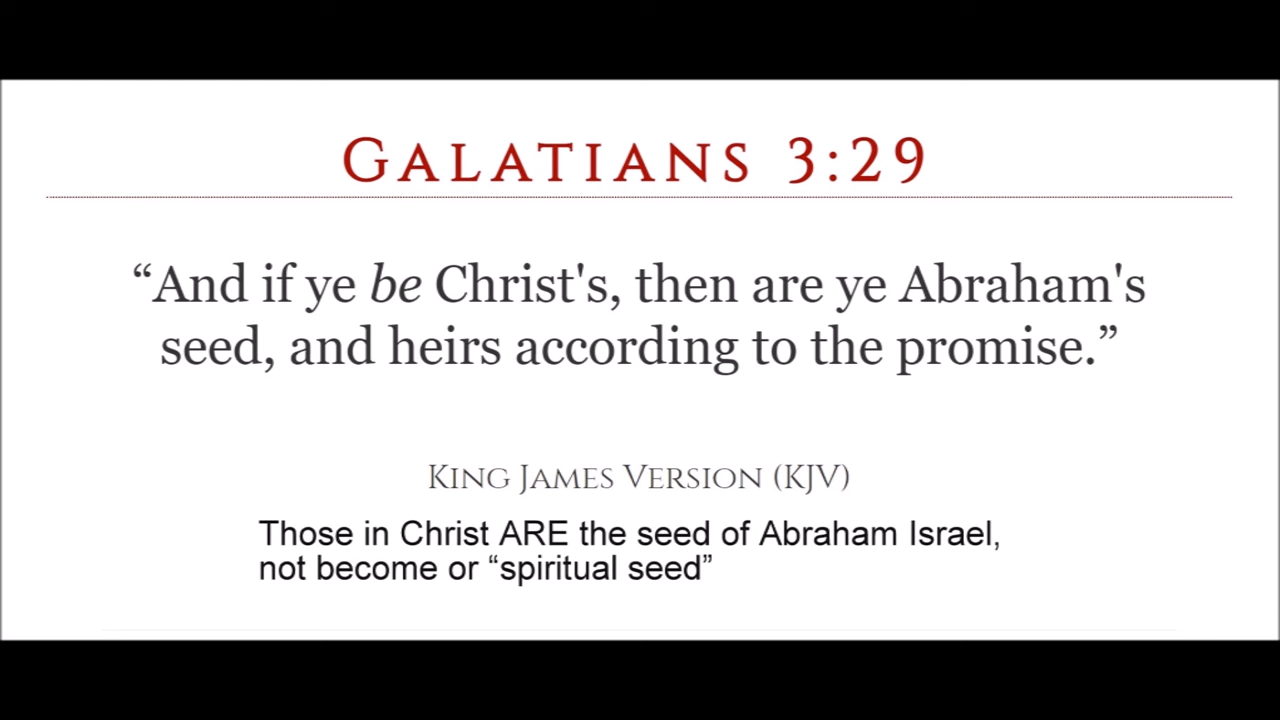 GALATIANS 3:29
“And if ye be Christ's, then are ye Abraham's
seed, and heirs according to the promise.”
KING JAMES VERSION (KJV)
Those in Christ ARE the seed of Abraham Israel,
not become or “spiritual seed”